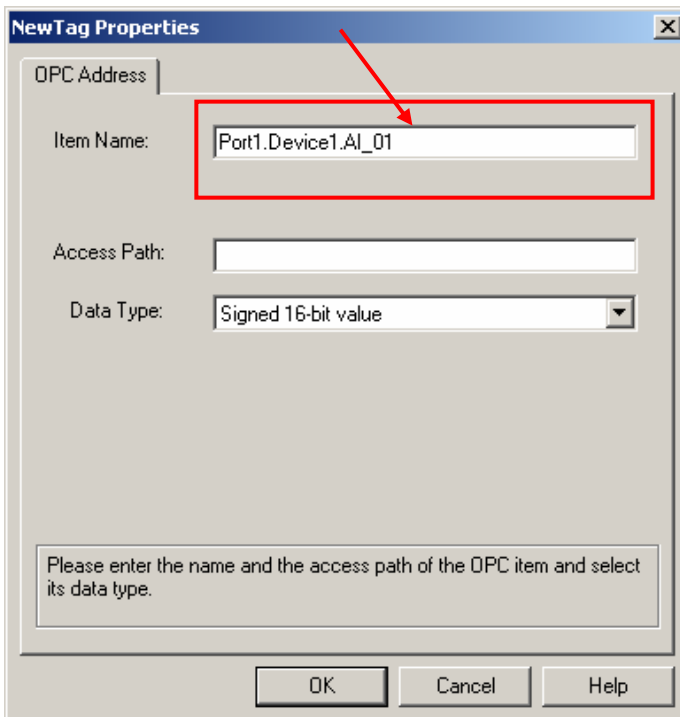 NewTag Properties
OPC Address
Item Name:
Port1.Device1.AI_01
Access Path:
Data Type:
Signed 16-bit value
Please enter the name and the access path of the OPC item and select
its data type.
OK
Cancel
Help